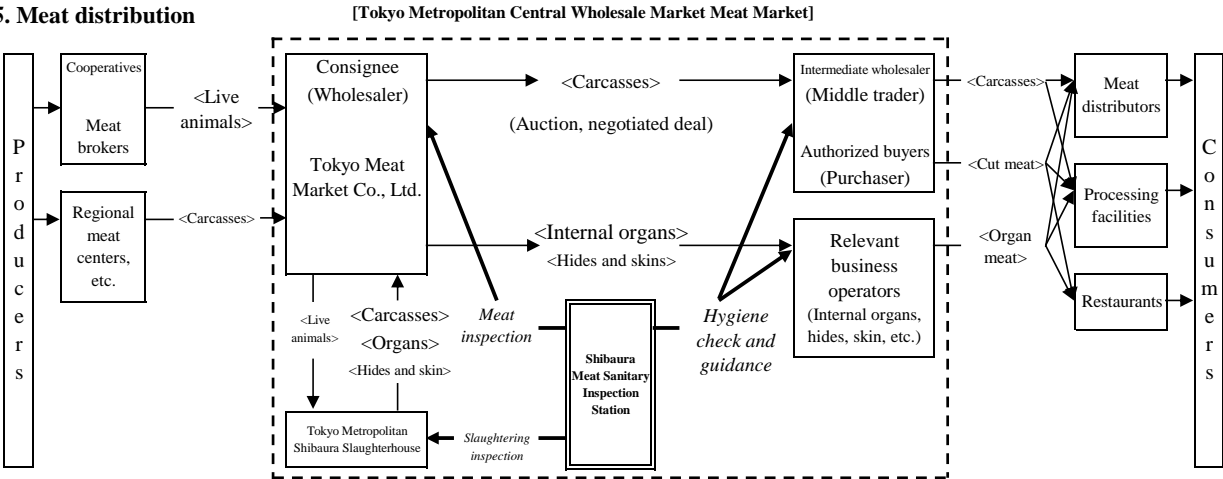 5. Meat distribution
[Tokyo Metropolitan Central Wholesale Market Meat Market]
P
r
o
d
u
c
e
r
s
Cooperatives
Meat
brokers
Regional
meat
centers,
etc.
<Live
animals>
<Carcasses>
Consignee
(Wholesaler)
Tokyo Meat
Market Co., Ltd.
<Live
animals>
<Carcasses>
<Organs>
<Hides and skin>
Tokyo Metropolitan
Shibaura Slaughterhouse
<Carcasses>
(Auction, negotiated deal)
<Internal organs>
<Hides and skins>
Meat
inspection
Slaughtering
inspection
Shibaura
Meat Sanitary
Inspection
Station
Hygiene
check and
guidance
Intermediate wholesaler
(Middle trader)
Authorized buyers
(Purchaser)
Relevant
business
operators
(Internal organs,
hides, skin, etc.)
<Carcasses>
<Cut meat>
<Organ
meat>
Meat
distributors
Processing
facilities
Restaurants
C
o
n
s
u
m
e
r
s